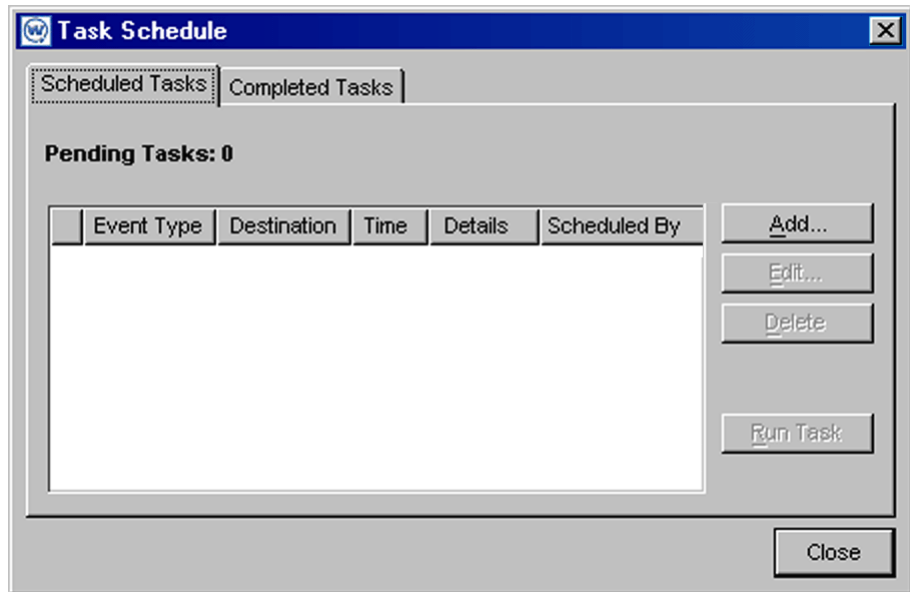 Task Schedule
Scheduled Tasks Completed Tasks
Pending Tasks: 0
Event Type Destination Time Details Scheduled By
Add...
Edit...
Delete
Run Task
Close